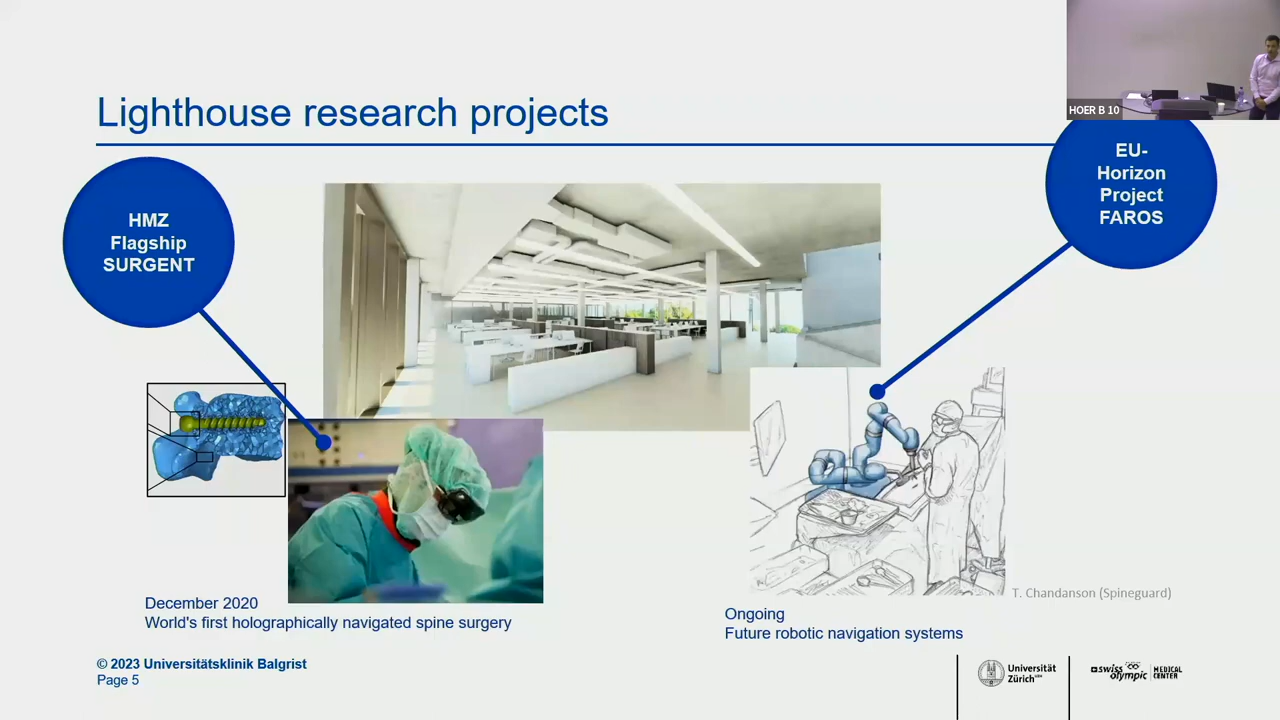 HOER B 10
Lighthouse research projects
EU-
Horizon
Project
FAROS
HMZ
Flagship
SURGENT
T. Chandanson (Spineguard)
December 2020
World's first holographically navigated spine surgery
Ongoing
Future robotic navigation systems
© 2023 Universitätsklinik Balgrist
Page 5
Universität
Zürich
swiss
olympic
MEDICAL
CENTER